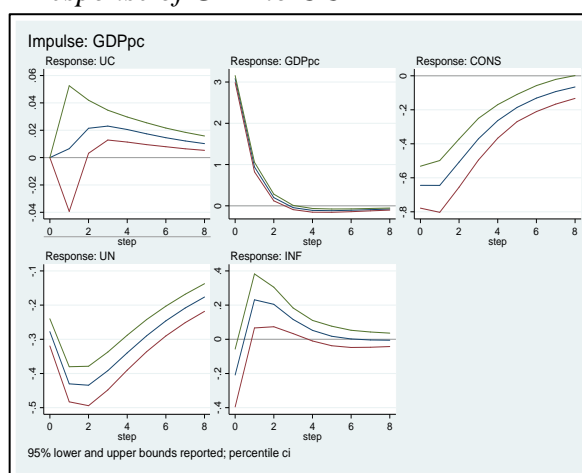 Impulse: GDPpc
Response: UC
Response: GDPpc
Response: CONS
.06
.04
.02
0
-.02
-.04
0 2 4 6 8
step
3
2
1
0
0 2 4 6 8
step
0
-.2
-.4
-.6
-.8
0 2 4 6 8
step
Response: UN
Response: INF
-.1
-.2
-.3
-.4
-.5
0 2 4 6 8
step
.4
.2
0
-.2
-.4
0 2 4 6 8
step
95% lower and upper bounds reported; percentile ci